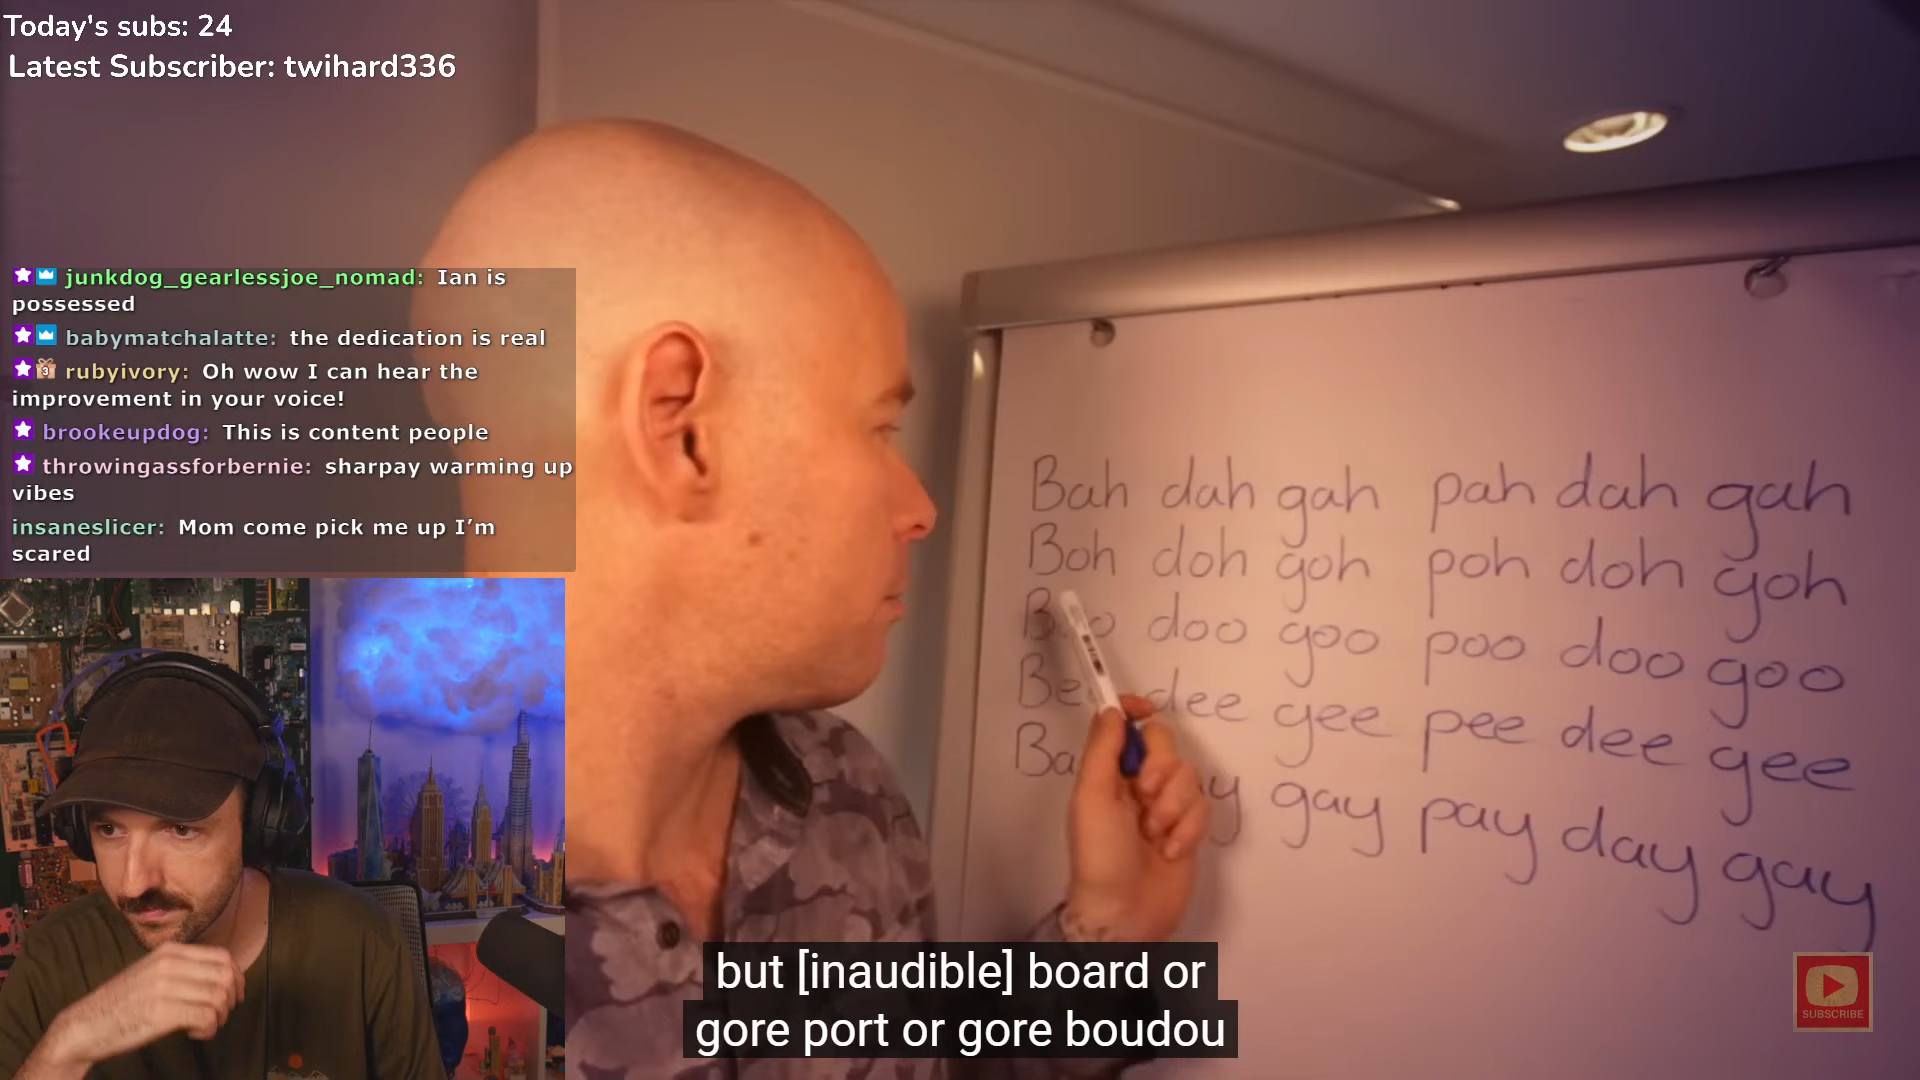 Today's subs: 24
Latest Subscriber: twihard336
junkdog_gearlessjoe_nomad: Ian is
possessed
babymatchalatte: the dedication is real
3 rubyivory: Oh wow I can hear the
improvement in your voice!
brookeupdog: This is content people
throwingassforbernie: sharpay warming up
vibes
insaneslicer: Mom come pick me up I’m
scared
Bah dah gah pah dah gah
Boh doh goh poh doh goh
doo goo poo doo goo
dee gee pee dee gee
gay pay day gay
but [inaudible] board or
gore port or gore boudou
SUBSCRIBE